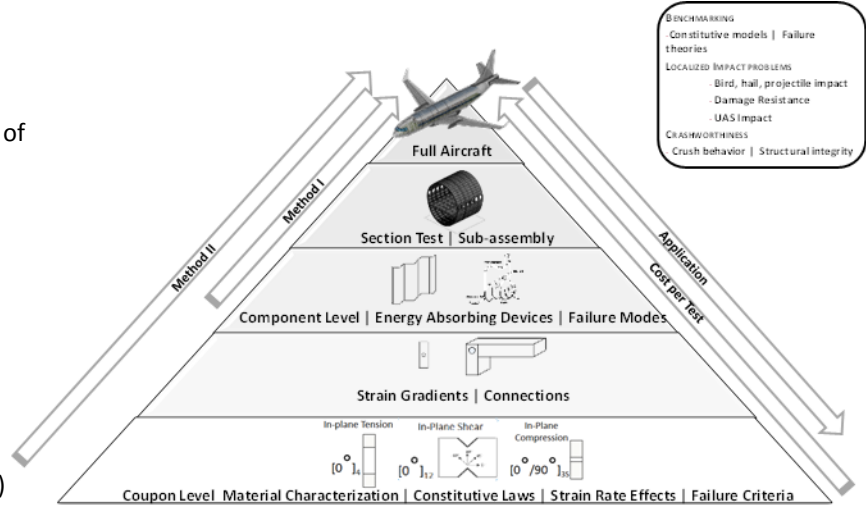 BENCHMARKING
Constitutive models | Failure
theories
LOCALIZED IMPACT PROBLEMS
- Bird, hail, projectile impact
- Damage Resistance
- UAS Impact
CRASHWORTHINESS
Crush behavior | Structural integrity
of
Full Aircraft
Method I
Method II
Section Test | Sub-assembly
Application
Cost per Test
Component Level | Energy Absorbing Devices | Failure Modes
Strain Gradients | Connections
In-plane Tension
In-Plane Shear
In-Plane
Compression
[0°]4
[0°]12
[0°/90°]3S
)
Coupon Level Material Characterization | Constitutive Laws | Strain Rate Effects | Failure Criteria